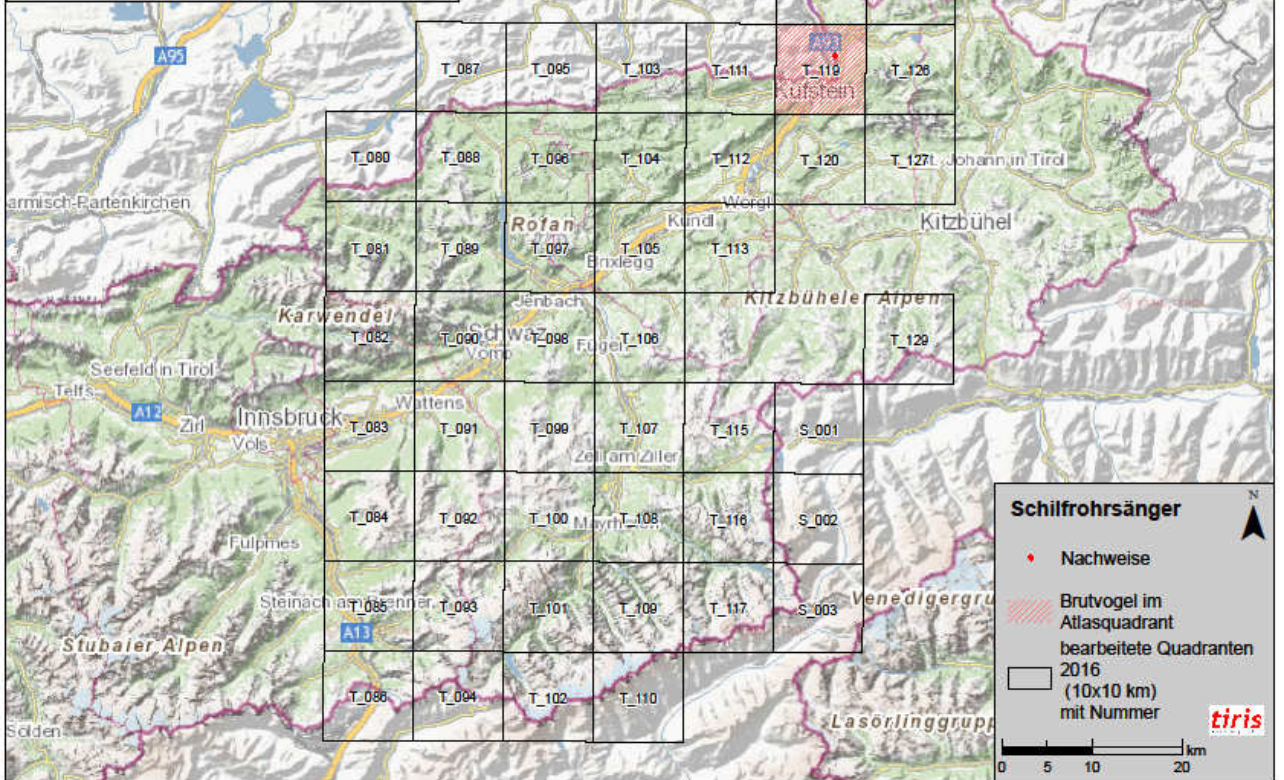 A95
A93
T_087
T_095
T_103
T_111
T_119
T_126
Kufstein
T_080
T_088
T_096
T_104
T_112
T_120
T_127
t. Johann in Tirol
armisch-Partenkirchen
Wörgl
Kundl
Kitzbühel
Rofan
T_081
T_089
T_097
T_105
T_113
Brixlegg
Jenbach
Kitzbüheler Alpen
Karwendel
Schwaz
T_082
T_090
T_098
T_106
T_129
Vomp
Fügen
Seefeld in Tirol
Telfs
A12
Zirl
Innsbruck
Wattens
Völs
T_083
T_091
T_099
T_107
T_115
S_001
Zell am Ziller
T_084
T_092
T_100
Mayrhofen
T_108
T_116
S_002
Fulpmes
Steinach am Brenner
T_085
T_093
T_101
T_109
T_117
S_003
Venedigergru
A13
Stubaier Alpen
T_086
T_094
T_102
T_110
Sölden
Lasörlinggrupp
Schilfrohrsänger
N
Nachweise
Brutvogel im
Atlasquadrant
bearbeitete Quadranten
2016
(10x10 km)
mit Nummer
tiris
km
0 5 10 20